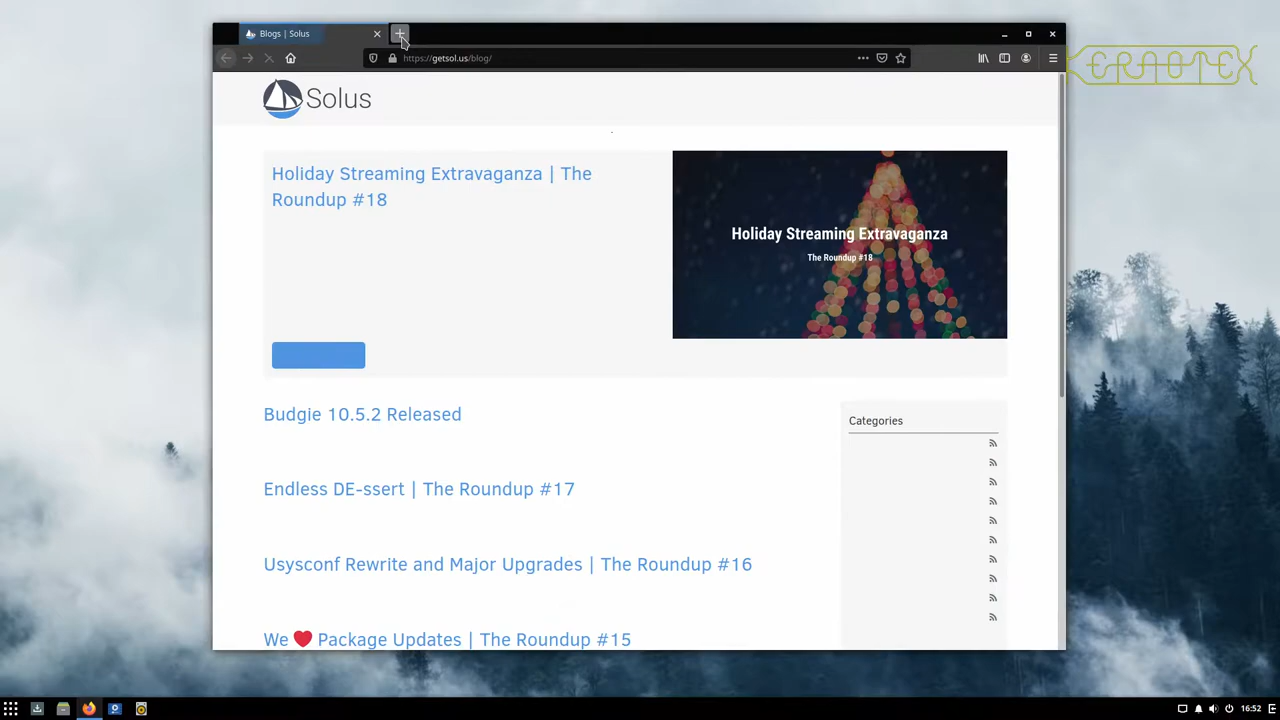 Blogs | Solus
https://getsol.us/blog/
ERAOTEX
Solus
Holiday Streaming Extravaganza | The
Roundup #18
Holiday Streaming Extravaganza
The Roundup #18
Budgie 10.5.2 Released
Categories
Endless DE-ssert | The Roundup #17
Usysconf Rewrite and Major Upgrades | The Roundup #16
We ❤ Package Updates | The Roundup #15
16:52